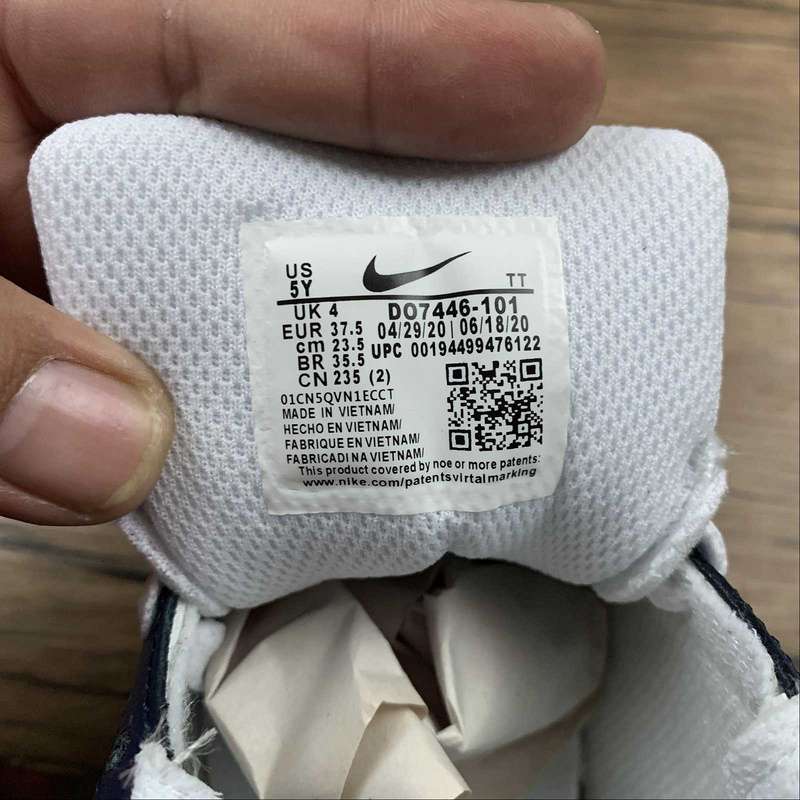 US
5Y
TT
UK 4
DO7446-101
EUR 37.5
04/29/20 | 06/18/20
cm 23.5
UPC 00194499476122
BR 35.5
CN 235 (2)
01CN5QVN1ECCT
MADE IN VIETNAM/
HECHO EN VIETNAM/
FABRIQUE EN VIETNAM/
FABRICADI NA VIETNAM/
This product covered by noe or more patents:
www.nike.com/patentsvirtalmarking